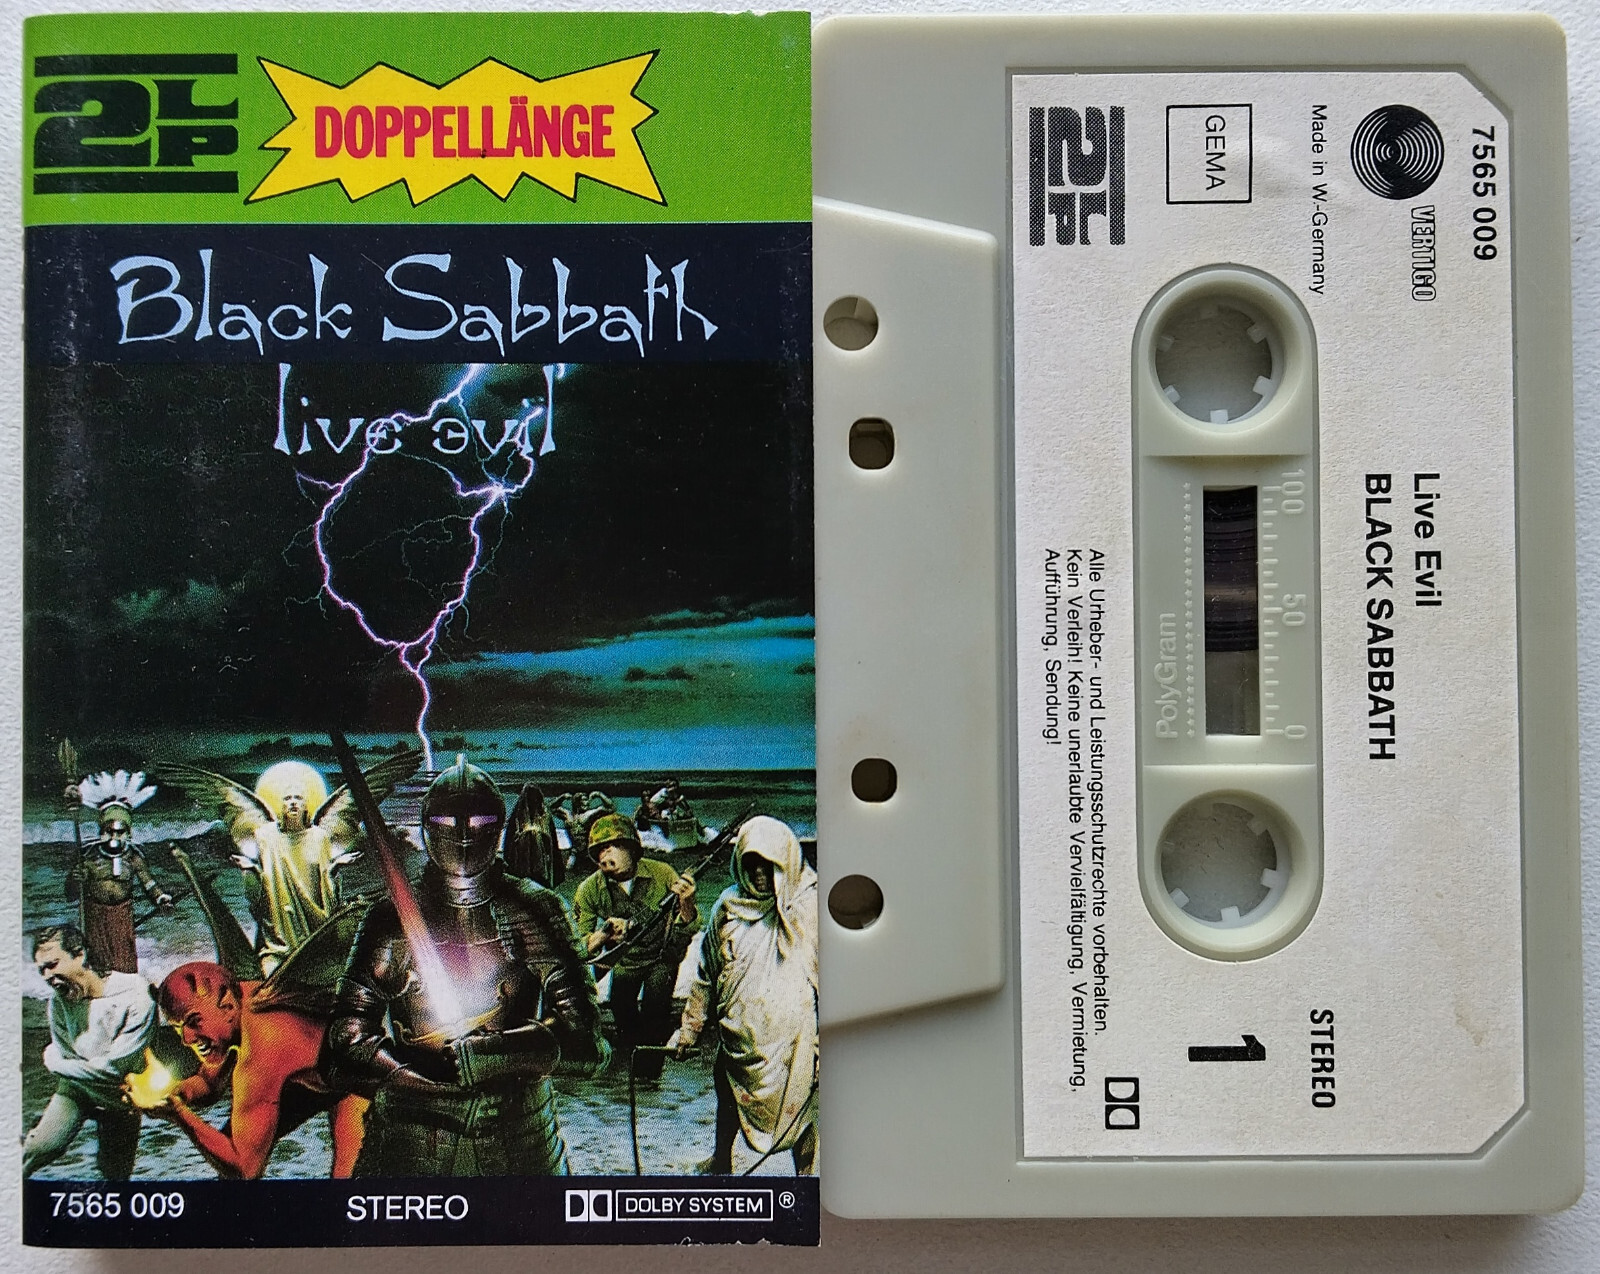 2LP
DOPPELLÄNGE
Black Sabbath
live evil
7565 009
STEREO
DOLBY SYSTEM ®
7565 009
VERTIGO
Made in W.-Germany
GEMA
2LP
Live Evil
BLACK SABBATH
100 50 0
PolyGram
Alle Urheber- und Leistungsschutzrechte vorbehalten.
Kein Verleih! Keine unerlaubte Vervielfältigung, Vermietung,
Aufführung, Sendung!
STEREO
1